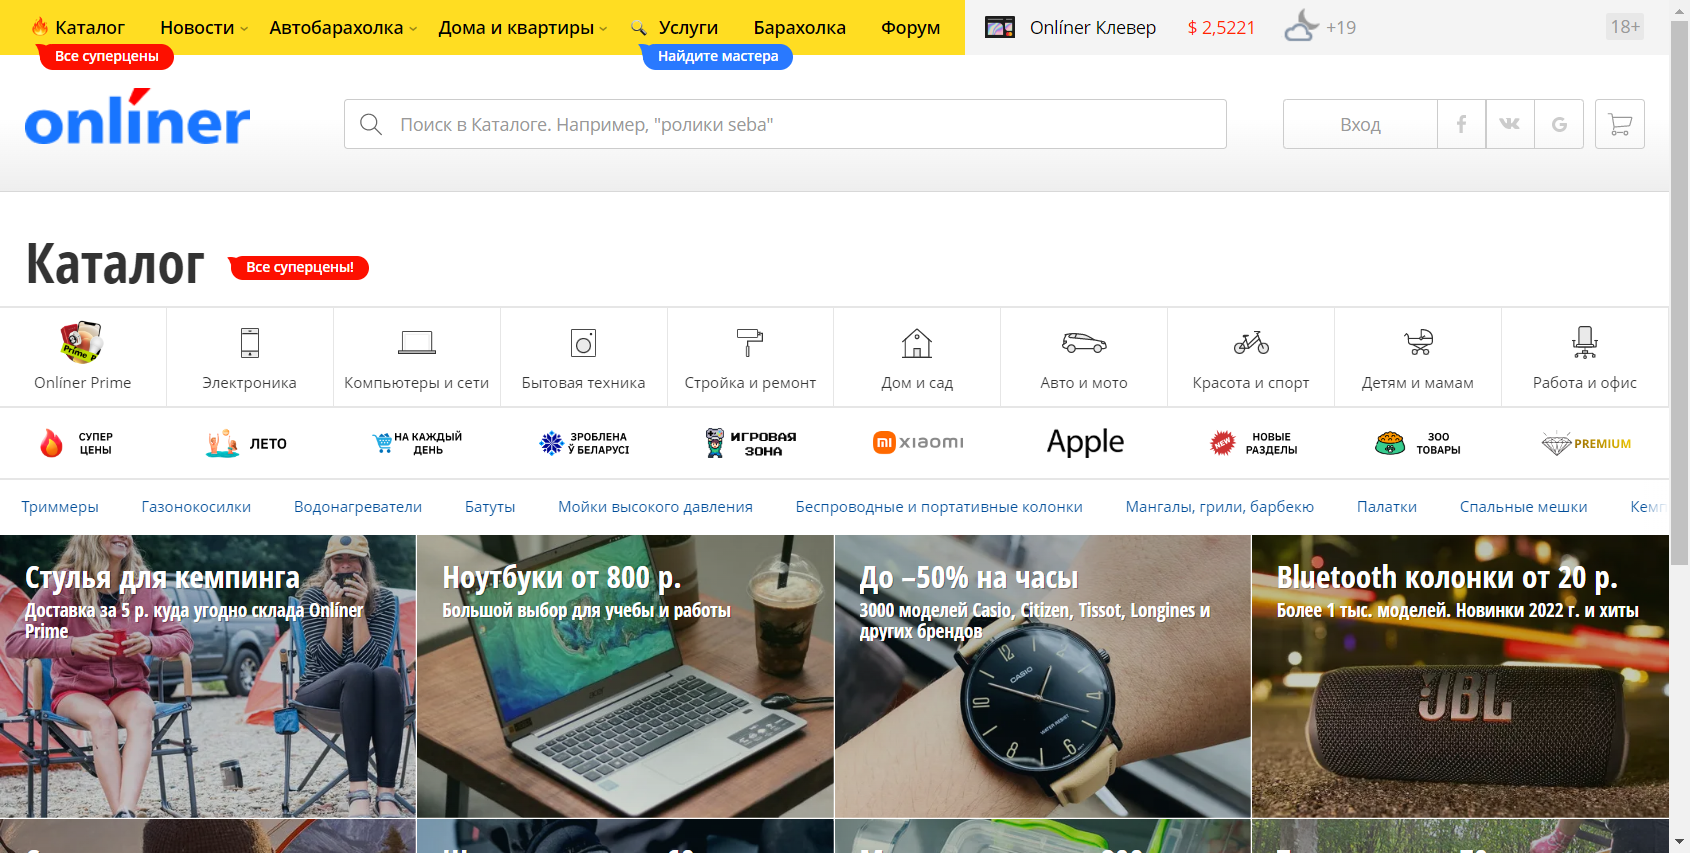 Каталог Новости Автобарахолка Дома и квартиры Услуги Барахолка Форум Onlíner Клевер $ 2,5221 +19 18+
Все суперцены Найдите мастера
onlíner
Поиск в Каталоге. Например, "ролики seba"
Вход
Каталог Все суперцены!
Onlíner Prime Электроника Компьютеры и сети Бытовая техника Стройка и ремонт Дом и сад Авто и мото Красота и спорт Детям и мамам Работа и офис
СУПЕР ЦЕНЫ
ЛЕТО
НА КАЖДЫЙ ДЕНЬ
ЗРОБЛЕНА Ў БЕЛАРУСІ
ИГРОВАЯ ЗОНА
mi xiaomi
Apple
NEW НОВЫЕ РАЗДЕЛЫ
ЗОО ТОВАРЫ
PREMIUM
Триммеры Газонокосилки Водонагреватели Батуты Мойки высокого давления Беспроводные и портативные колонки Мангалы, грили, барбекю Палатки Спальные мешки
Стулья для кемпинга
Доставка за 5 р. куда угодно склада Onlíner
Prime
Ноутбуки от 800 р.
Большой выбор для учебы и работы
До –50% на часы
3000 моделей Casio, Citizen, Tissot, Longines и
других брендов
CASIO
WATER RESIST
Bluetooth колонки от 20 р.
Более 1 тыс. моделей. Новинки 2022 г. и хиты
JBL